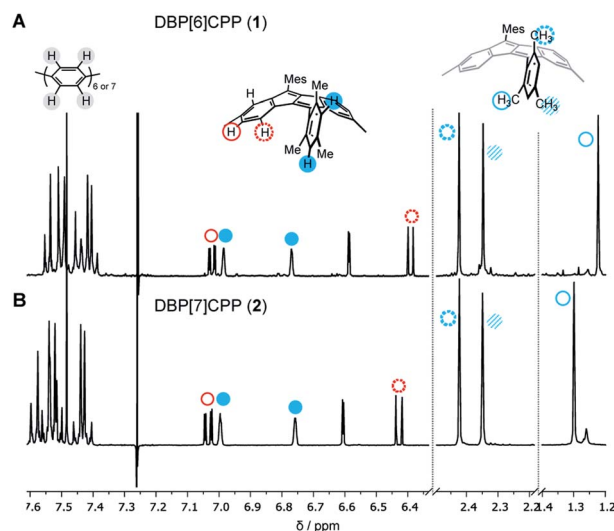 A
DBP[6]CPP (1)
H H
6 or 7
H H
Mes
H
Me
H
H H
Me
Me
H
Mes
CH₃
H₃C
CH₃
B
DBP[7]CPP (2)
7.6 7.5 7.4 7.3 7.2 7.1 7.0 6.9 6.8 6.7 6.6 6.5 6.4 2.4 2.3 2.2 1.4 1.3 1.2
δ / ppm